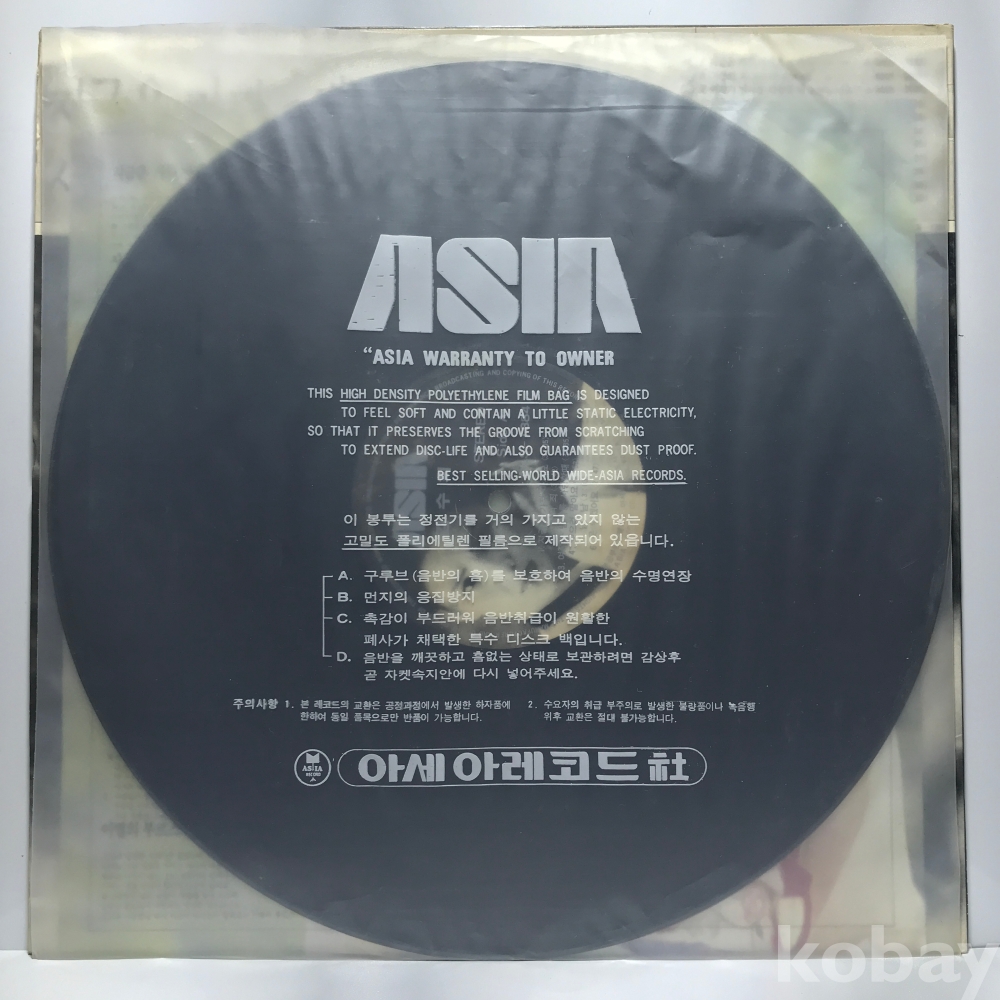 ASIA
“ASIA WARRANTY TO OWNER
BROADCASTING AND COPYING OF THIS
THIS HIGH DENSITY POLYETHYLENE FILM BAG IS DESIGNED
TO FEEL SOFT AND CONTAIN A LITTLE STATIC ELECTRICITY,
SO THAT IT PRESERVES THE GROOVE FROM SCRATCHING
TO EXTEND DISC-LIFE AND ALSO GUARANTEES DUST PROOF.
BEST SELLING-WORLD WIDE-ASIA RECORDS.
이 봉투는 정전기를 거의 가지고 있지 않는
고밀도 폴리에틸렌 필름으로 제작되어 있읍니다.
A. 구루브(음반의 홈)를 보호하여 음반의 수명연장
B. 먼지의 응집방지
C. 촉감이 부드러워 음반취급이 원활한
폐사가 채택한 특수 디스크 백입니다.
D. 음반을 깨끗하고 흠없는 상태로 보관하려면 감상후
곧 자켓속지안에 다시 넣어주세요.
주의사항 1. 본 레코드의 교환은 공정과정에서 발생한 하자품에
한하여 동일 품목으로만 반품이 가능합니다.
2. 수요자의 취급 부주의로 발생한 불량품이나 녹음행
위후 교환은 절대 불가능합니다.
ASIA RECORD
아세아레코드社
kobay